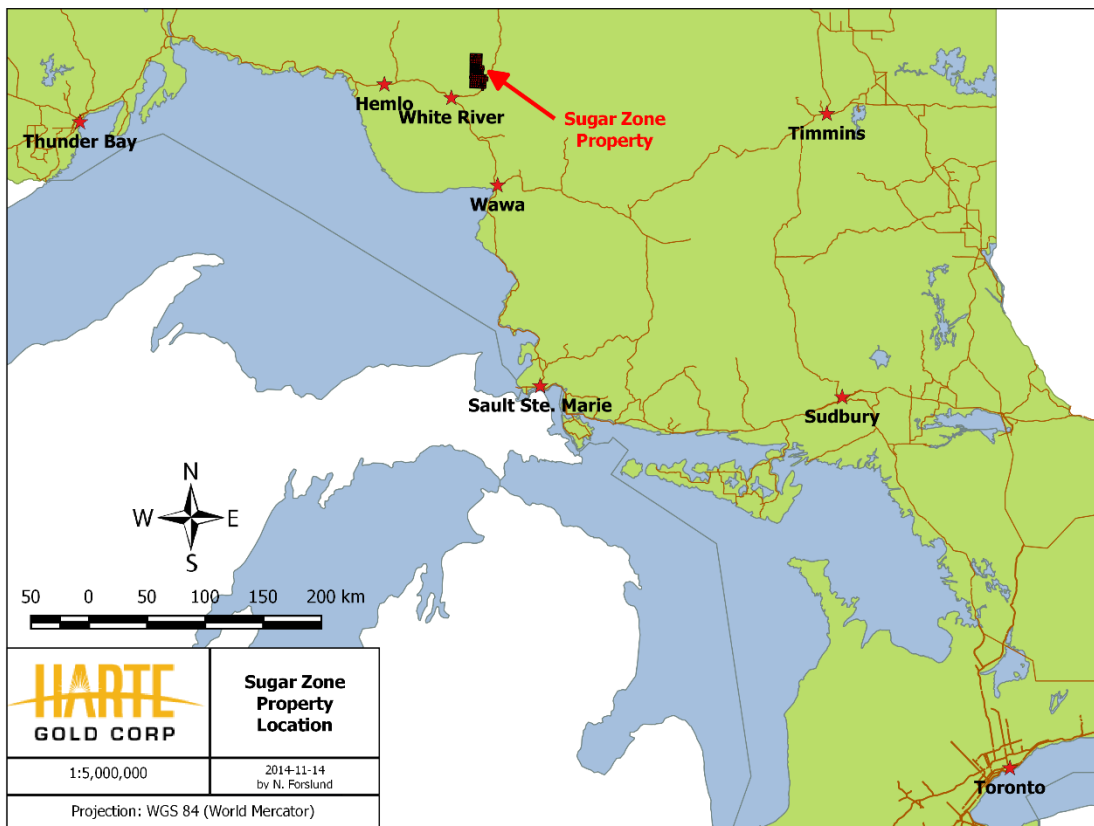 Hemlo
White River
Thunder Bay
Sugar Zone
Property
Timmins
Wawa
Sault Ste. Marie
Sudbury
N
W E
S
50 0 50 100 150 200 km
HARTE
GOLD CORP
Sugar Zone
Property
Location
1:5,000,000
2014-11-14
by N. Forslund
Projection: WGS 84 (World Mercator)
Toronto